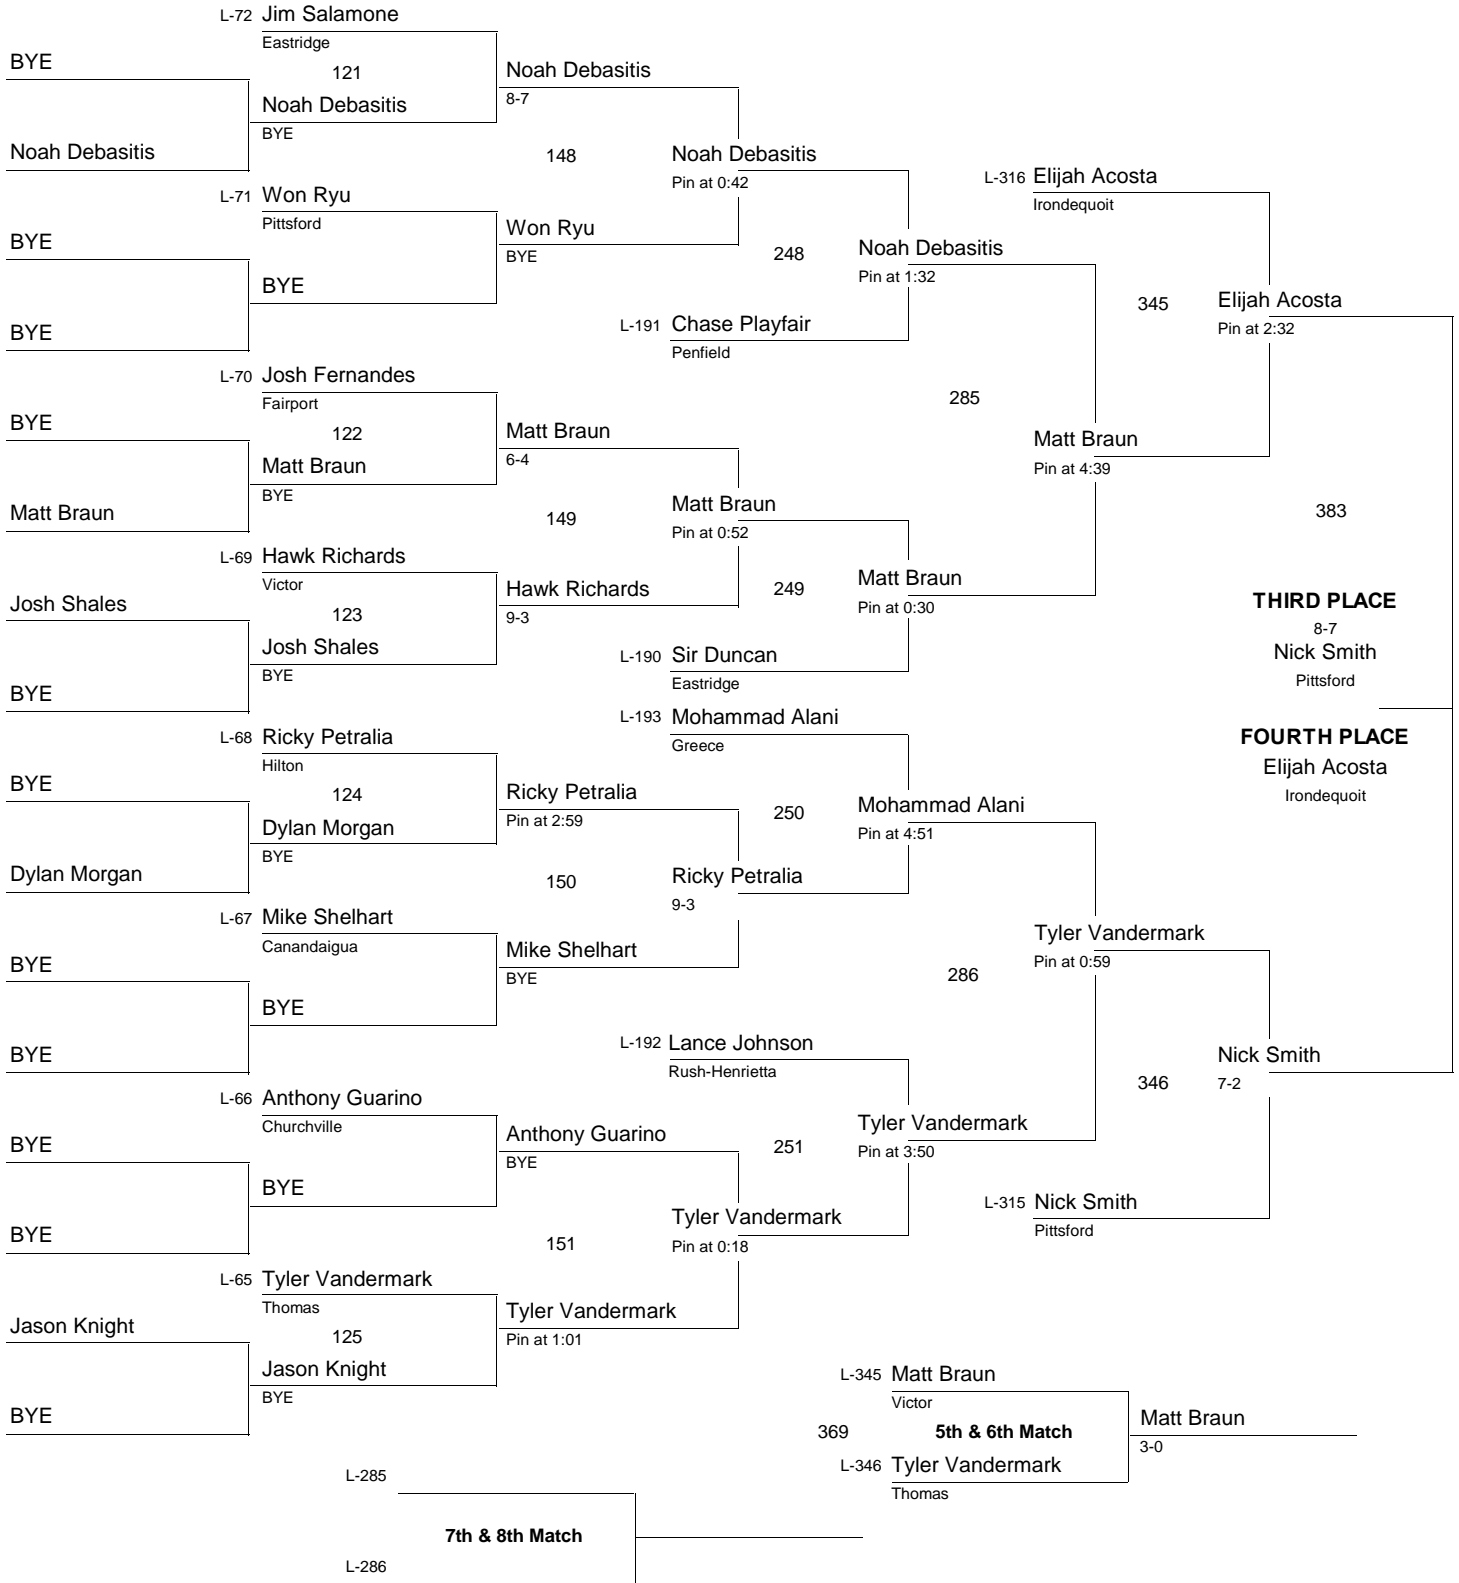 L-72 Jim Salamone
Eastridge
BYE
121
Noah Debasitis
8-7
Noah Debasitis
BYE
Noah Debasitis
148
Noah Debasitis
Pin at 0:42
L-316 Elijah Acosta
Irondequoit
L-71 Won Ryu
Pittsford
Won Ryu
BYE
BYE
248
Noah Debasitis
Pin at 1:32
BYE
345
Elijah Acosta
Pin at 2:32
L-191 Chase Playfair
Penfield
BYE
L-70 Josh Fernandes
Fairport
285
BYE
122
Matt Braun
6-4
Matt Braun
Pin at 4:39
Matt Braun
BYE
Matt Braun
149
Matt Braun
Pin at 0:52
383
L-69 Hawk Richards
Victor
Hawk Richards
9-3
249
Matt Braun
Pin at 0:30
Josh Shales
123
THIRD PLACE
8-7
Nick Smith
Pittsford
Josh Shales
BYE
L-190 Sir Duncan
Eastridge
BYE
L-193 Mohammad Alani
Greece
L-68 Ricky Petralia
Hilton
FOURTH PLACE
Elijah Acosta
Irondequoit
BYE
124
Ricky Petralia
Pin at 2:59
250
Mohammad Alani
Pin at 4:51
Dylan Morgan
BYE
Dylan Morgan
150
Ricky Petralia
9-3
L-67 Mike Shelhart
Canandaigua
Tyler Vandermark
Pin at 0:59
Mike Shelhart
BYE
BYE
286
BYE
BYE
L-192 Lance Johnson
Rush-Henrietta
Nick Smith
7-2
346
L-66 Anthony Guarino
Churchville
Anthony Guarino
BYE
251
Tyler Vandermark
Pin at 3:50
BYE
BYE
L-315 Nick Smith
Pittsford
BYE
151
Tyler Vandermark
Pin at 0:18
L-65 Tyler Vandermark
Thomas
Tyler Vandermark
Pin at 1:01
Jason Knight
125
Jason Knight
BYE
BYE
L-345 Matt Braun
Victor
369
5th & 6th Match
Matt Braun
3-0
L-346 Tyler Vandermark
Thomas
L-285
7th & 8th Match
L-286